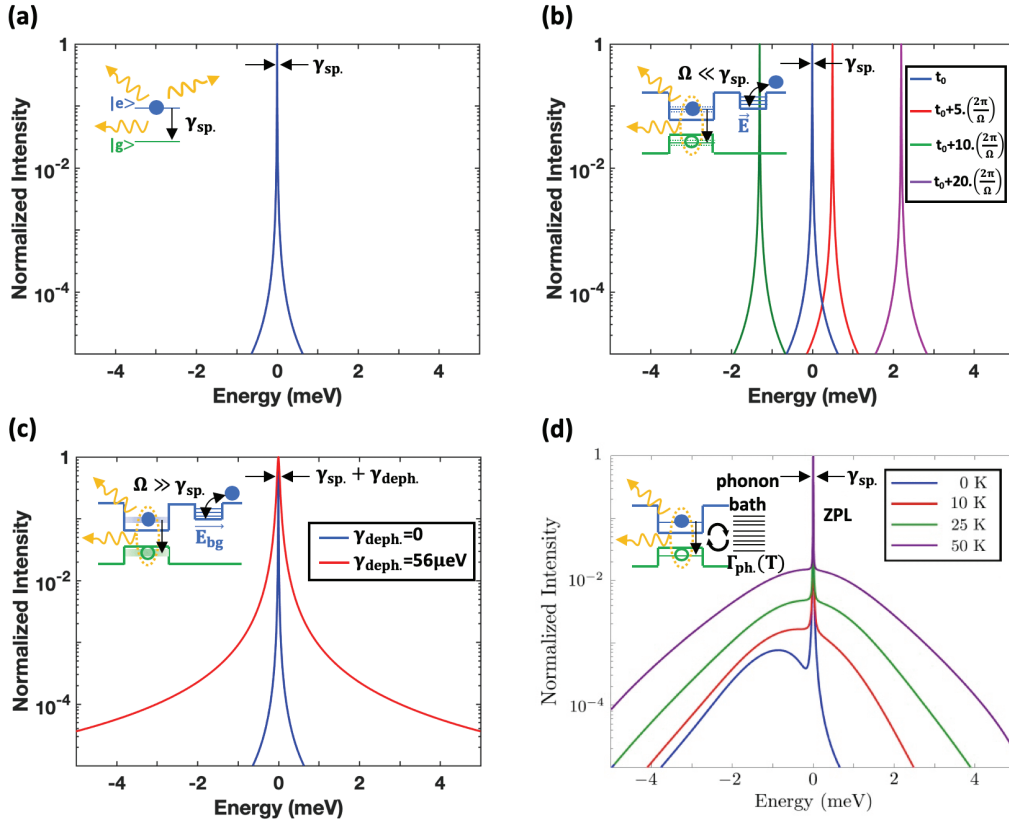 (a)
Normalized Intensity
1
10⁻²
10⁻⁴
|e>
|g>
γsp.
γsp.
-4 -2 0 2 4
Energy (meV)
(b)
Normalized Intensity
1
10⁻²
10⁻⁴
Ω ≪ γsp.
E⃗
γsp.
t₀
t₀+5.(2π/Ω)
t₀+10.(2π/Ω)
t₀+20.(2π/Ω)
-4 -2 0 2 4
Energy (meV)
(c)
Normalized Intensity
1
10⁻²
10⁻⁴
Ω ≫ γsp.
E⃗bg
γsp. + γdeph.
γdeph.=0
γdeph.=56μeV
-4 -2 0 2 4
Energy (meV)
(d)
Normalized Intensity
1
10⁻²
10⁻⁴
phonon
bath
Γph.(T)
ZPL
γsp.
0 K
10 K
25 K
50 K
−4 −2 0 2 4
Energy (meV)